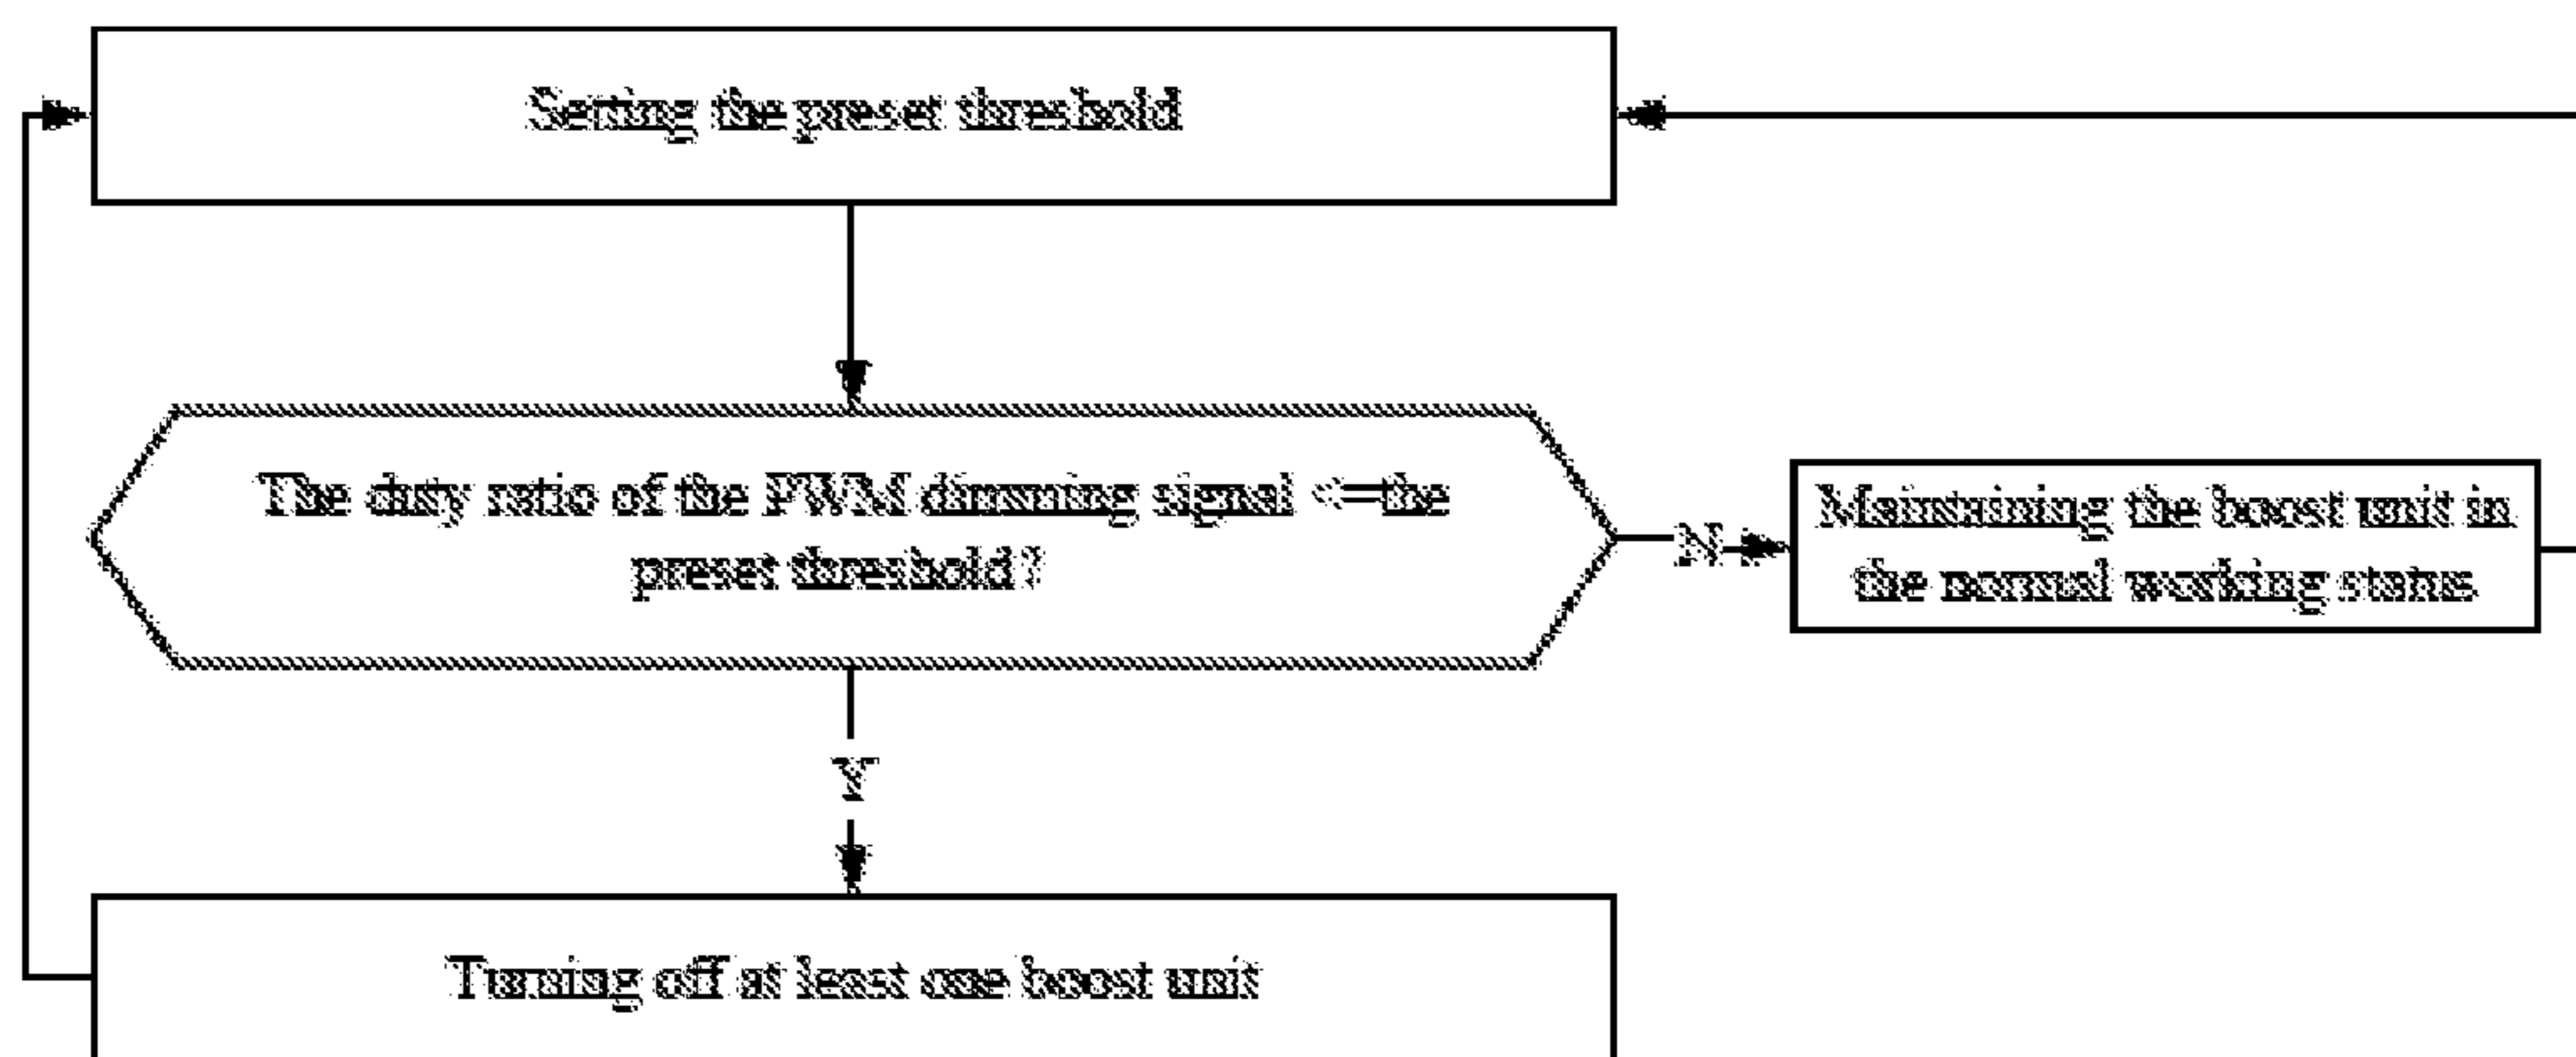 Setting the preset threshold
The duty ratio of the PWM dimming signal <=the
preset threshold?
N
Maintaining the boost unit in
the normal working status
Y
Turning off at least one boost unit